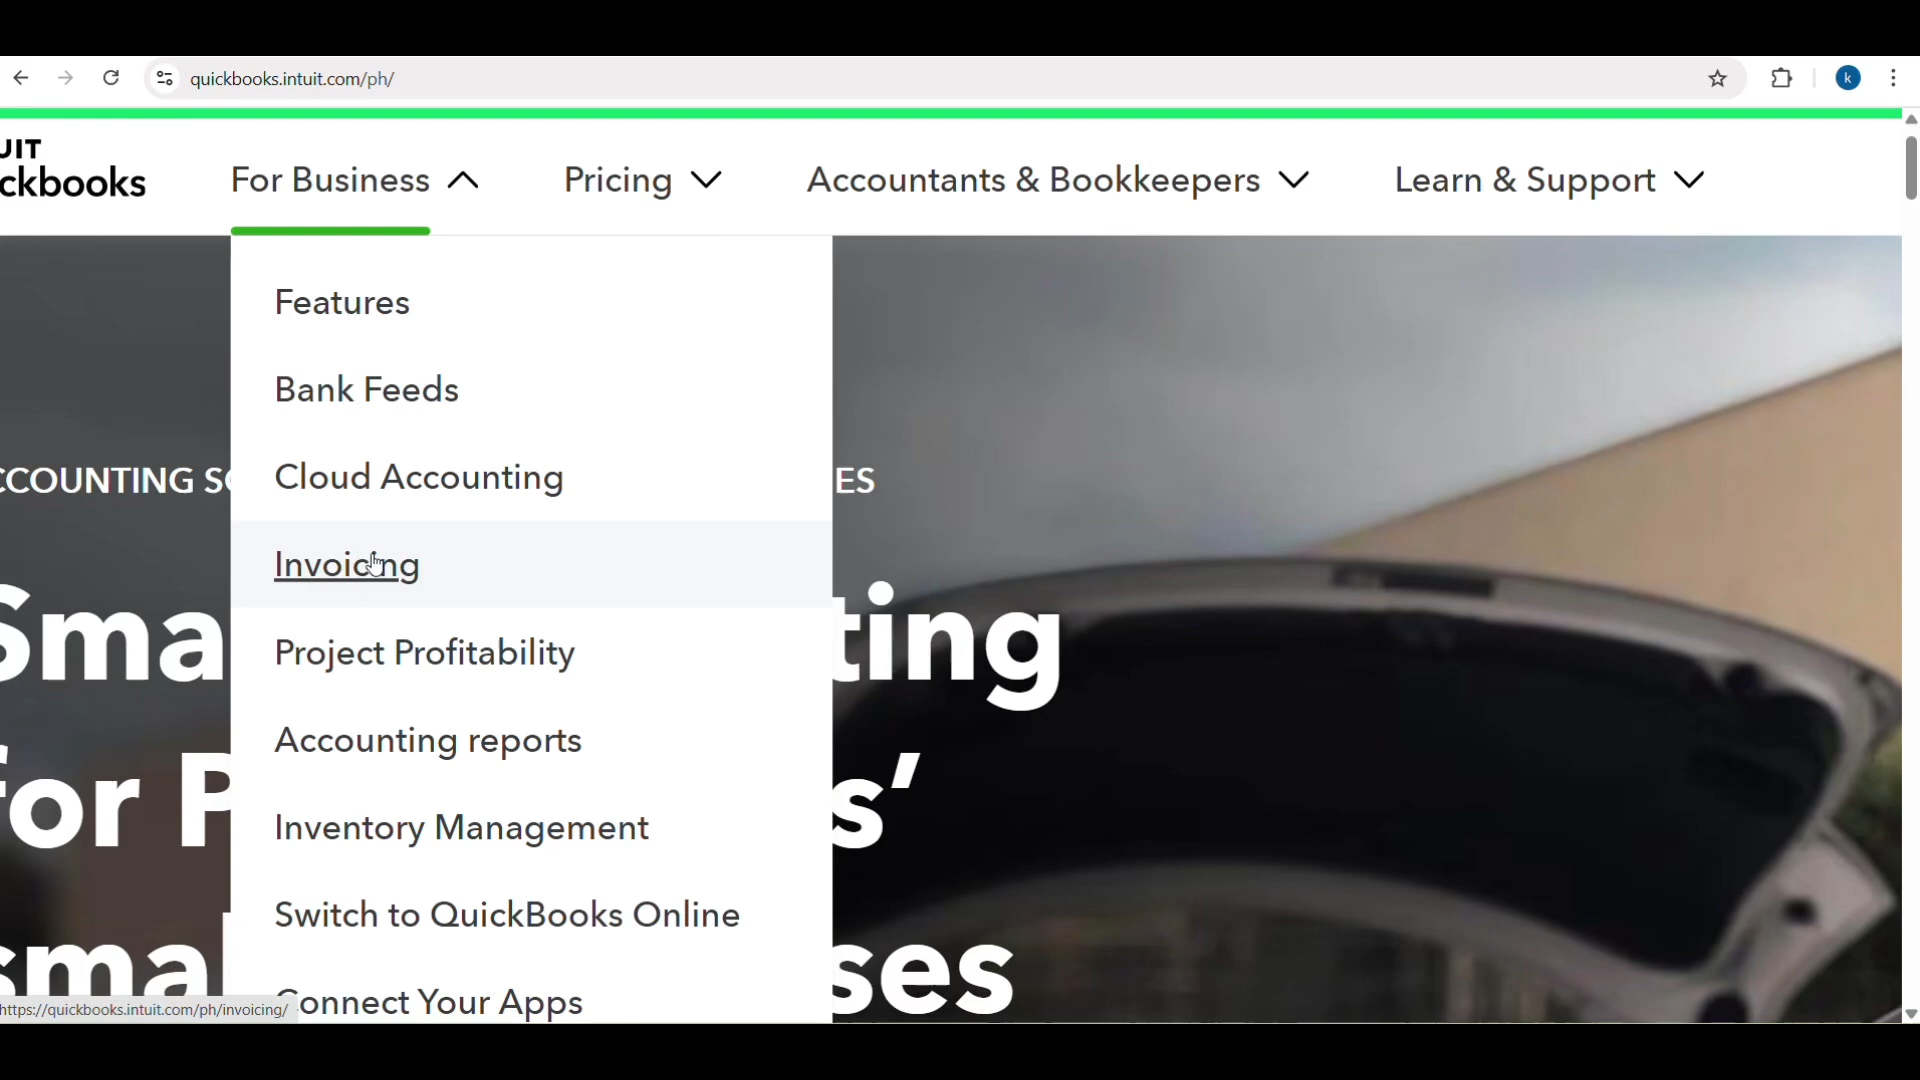 quickbooks.intuit.com/ph/
k
UIT
ckbooks
For Business
Pricing
Accountants & Bookkeepers
Learn & Support
Features
Bank Feeds
Cloud Accounting
Invoicing
Project Profitability
Accounting reports
Inventory Management
Switch to QuickBooks Online
Connect Your Apps
CCOUNTING S ES
Sma ting
for P s’
smal ses
https://quickbooks.intuit.com/ph/invoicing/